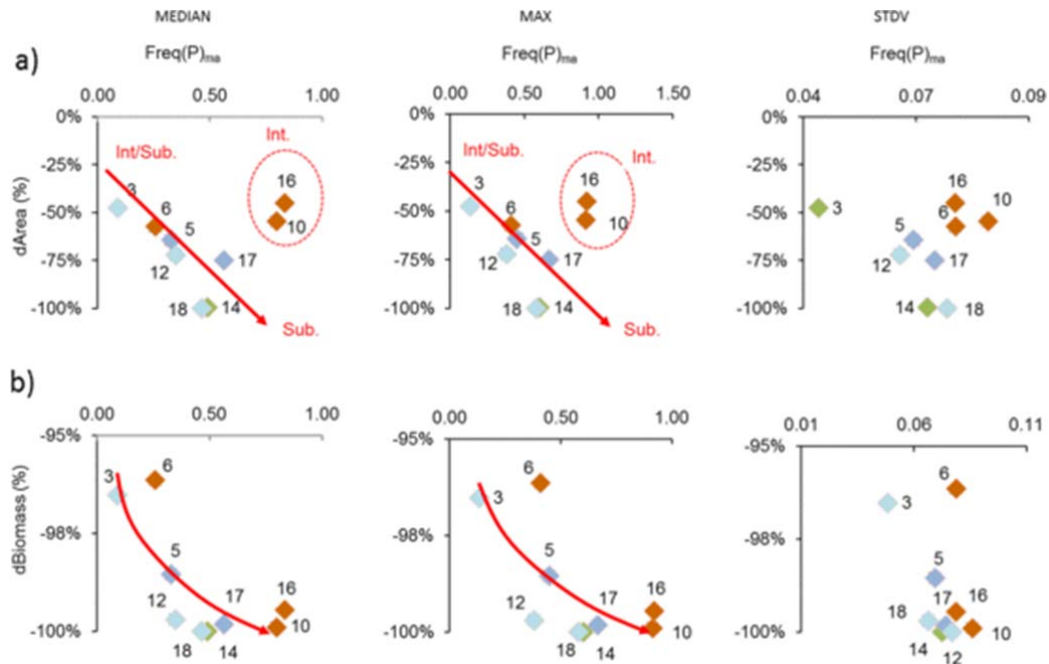 MEDIAN MAX STDV
a) Freq(P)ma Freq(P)ma Freq(P)ma
0.00 0.50 1.00 0.00 0.50 1.00 1.50 0.04 0.07 0.09
0% 0%
0%
-25% -25% -25%
-50% -50% -50%
-75% -75% -75%
-100% -100% -100%
dArea (%)
Int/Sub. Int. 3 6 5 16 10 12 17 18 14 Sub.
Int/Sub. Int. 3 6 5 16 10 12 17 18 14 Sub.
3 16 6 10 5 12 17 14 18
b)
0.00 0.50 1.00 0.00 0.50 1.00 0.01 0.06 0.11
-95% -95% -95%
-98% -98% -98%
-100% -100% -100%
dBiomass (%)
3 6 5 12 17 16 10 18 14
6 3 5 12 17 16 10 18 14
6 3 5 18 17 16 10 14 12